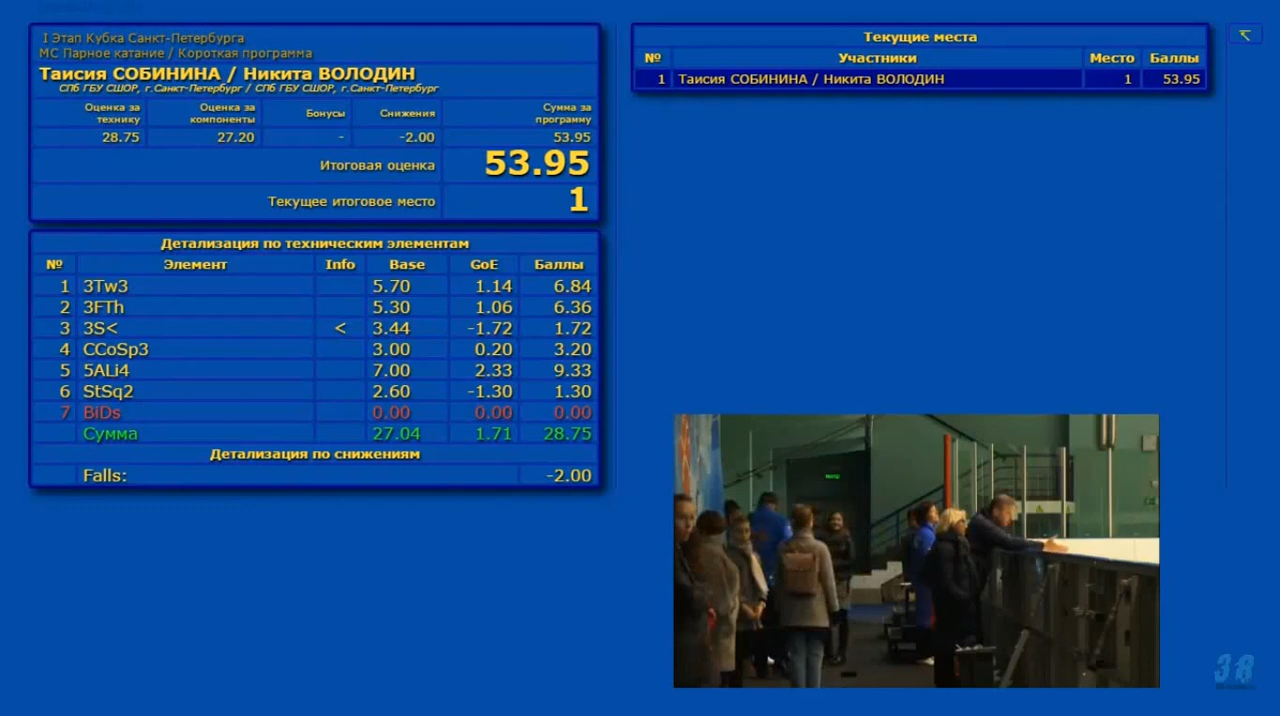 I Этап Кубка Санкт-Петербурга
МС Парное катание / Короткая программа
Таисия СОБИНИНА / Никита ВОЛОДИН
СПб ГБУ СШОР, г.Санкт-Петербург / СПб ГБУ СШОР, г.Санкт-Петербург
Оценка за технику Оценка за компоненты Бонусы Снижения Сумма за программу
28.75 27.20 - -2.00 53.95
Итоговая оценка 53.95
Текущее итоговое место 1
Детализация по техническим элементам
№ Элемент Info Base GoE Баллы
1 3Tw3 5.70 1.14 6.84
2 3FTh 5.30 1.06 6.36
3 3S< < 3.44 -1.72 1.72
4 CCoSp3 3.00 0.20 3.20
5 5ALi4 7.00 2.33 9.33
6 StSq2 2.60 -1.30 1.30
7 BiDs 0.00 0.00 0.00
Сумма 27.04 1.71 28.75
Детализация по снижениям
Falls: -2.00
Текущие места
№ Участники Место Баллы
1 Таисия СОБИНИНА / Никита ВОЛОДИН 1 53.95